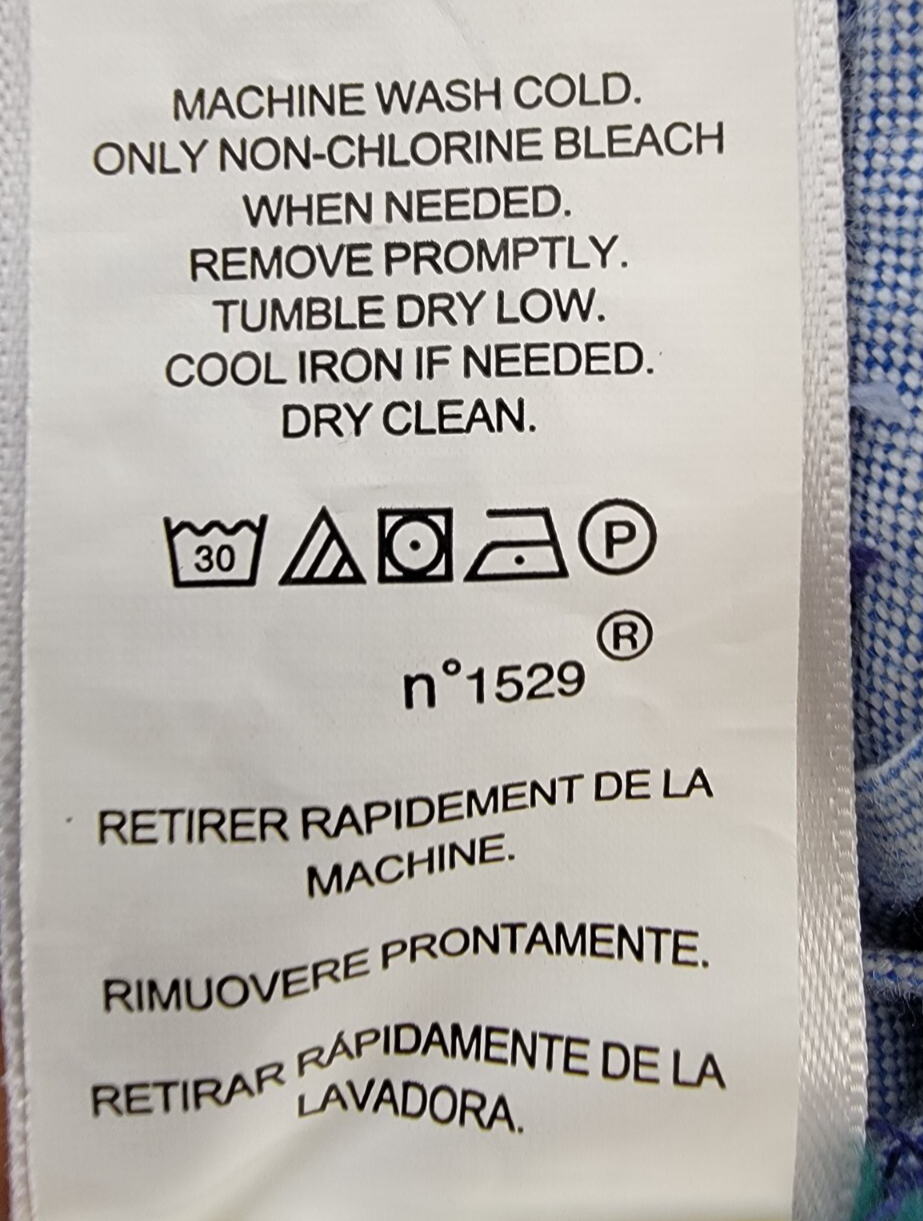 MACHINE WASH COLD.
ONLY NON-CHLORINE BLEACH
WHEN NEEDED.
REMOVE PROMPTLY.
TUMBLE DRY LOW.
COOL IRON IF NEEDED.
DRY CLEAN.
30 P
n°1529 ®
RETIRER RAPIDEMENT DE LA
MACHINE.
RIMUOVERE PRONTAMENTE.
RETIRAR RÁPIDAMENTE DE LA
LAVADORA.